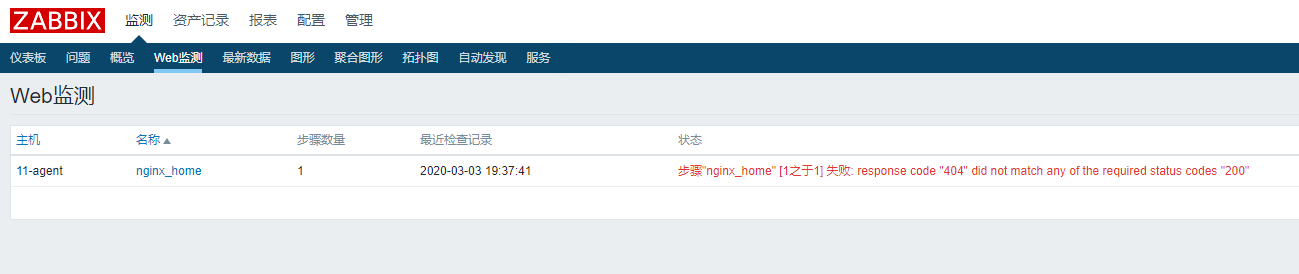 ZABBIX 监测 资产记录 报表 配置 管理
仪表板 问题 概览 Web监测 最新数据 图形 聚合图形 拓扑图 自动发现 服务
Web监测
主机 名称 步骤数量 最近检查记录 状态
11-agent nginx_home 1 2020-03-03 19:37:41 步骤"nginx_home" [1之于1] 失败: response code "404" did not match any of the required status codes "200"